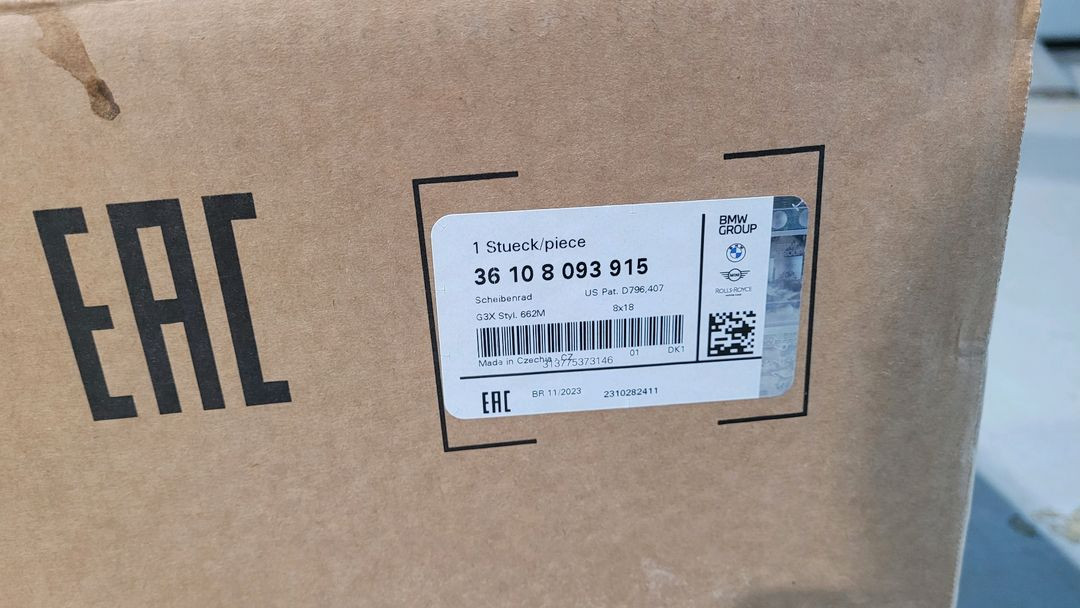 EAC
1 Stueck/piece
36 10 8 093 915
Scheibenrad US Pat. D796,407
G3X Styl. 662M 8x18
Made in Czechia - CZ 01 DK1
313775373146
EAC BR 11/2023 2310282411
BMW
GROUP
MINI
ROLLS-ROYCE